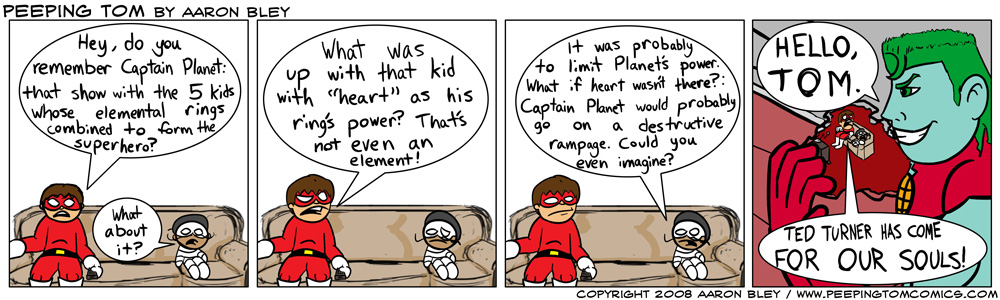 PEEPING TOM BY AARON BLEY
Hey, do you
remember Captain Planet:
that show with the 5 kids
whose elemental rings
combined to form the
superhero?
What
about
it?
What was
up with that kid
with "heart" as his
ring's power? That's
not even an
element!
It was probably
to limit Planet's power.
What if heart wasn't there?:
Captain Planet would probably
go on a destructive
rampage. Could you
even imagine?
HELLO,
TOM.
TED TURNER HAS COME
FOR OUR SOULS!
COPYRIGHT 2008 AARON BLEY / WWW.PEEPINGTOMCOMICS.COM